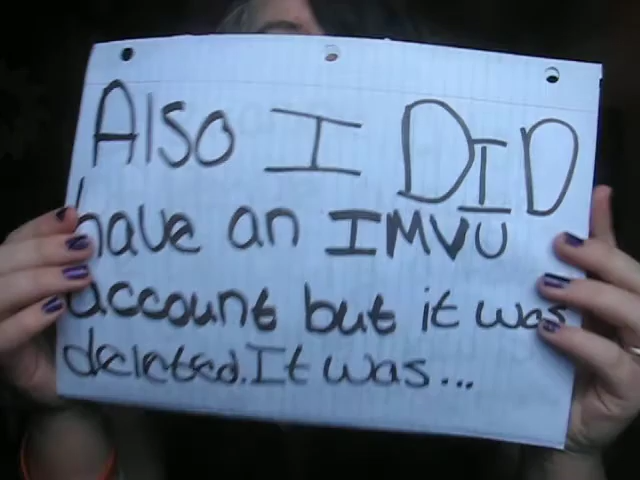 Also I DID
have an IMVU
account but it was
deleted. It was...